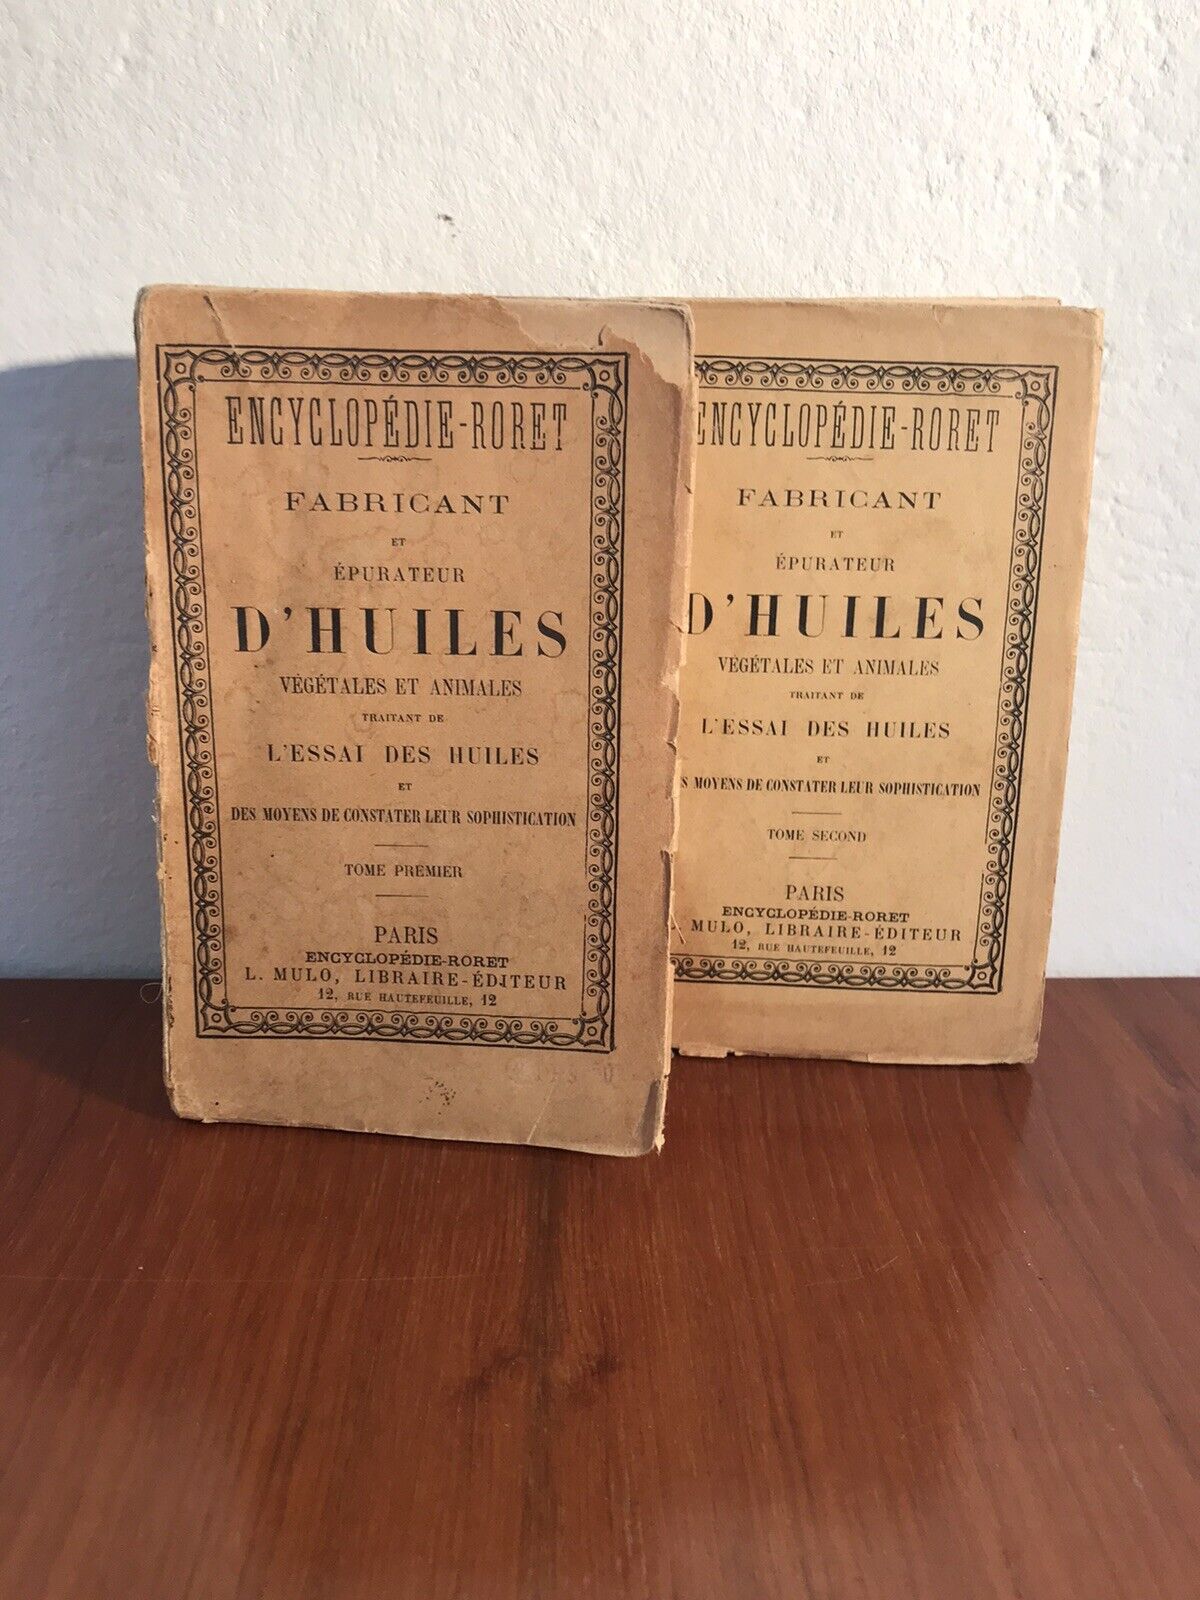 ENCYCLOPÉDIE-RORET
FABRICANT
ET
ÉPURATEUR
D'HUILES
VÉGÉTALES ET ANIMALES
TRAITANT DE
L'ESSAI DES HUILES
ET
DES MOYENS DE CONSTATER LEUR SOPHISTICATION
TOME PREMIER
PARIS
ENCYCLOPÉDIE-RORET
L. MULO, LIBRAIRE-ÉDITEUR
12, RUE HAUTEFEUILLE, 12
ENCYCLOPÉDIE-RORET
FABRICANT
ET
ÉPURATEUR
D'HUILES
VÉGÉTALES ET ANIMALES
TRAITANT DE
L'ESSAI DES HUILES
ET
S MOYENS DE CONSTATER LEUR SOPHISTICATION
TOME SECOND
PARIS
ENCYCLOPÉDIE-RORET
MULO, LIBRAIRE-ÉDITEUR
12, RUE HAUTEFEUILLE, 12